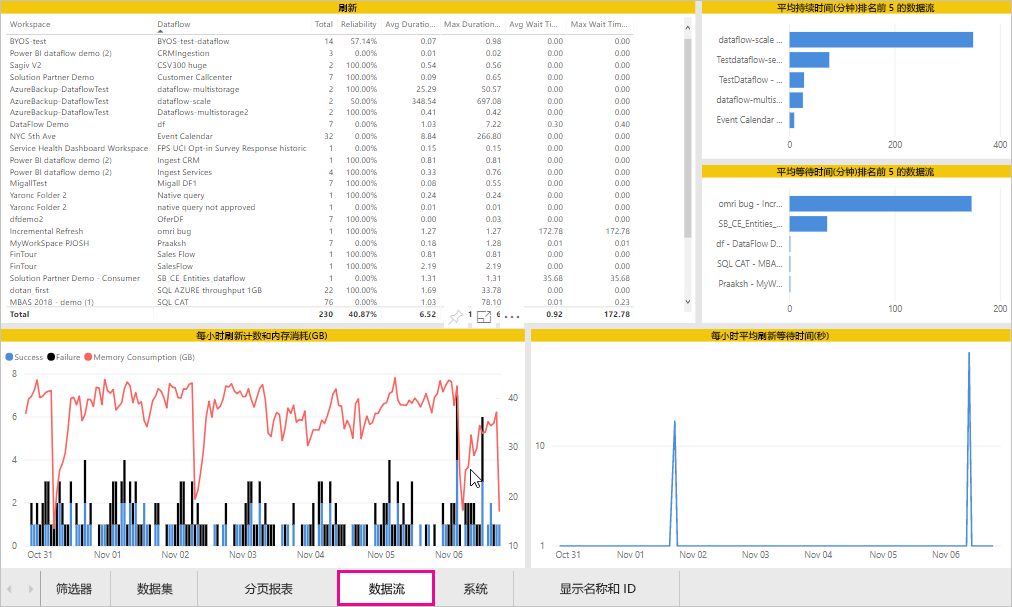 刷新
Workspace Dataflow Total Reliability Avg Duratio... Max Duration... Avg Wait Ti... Max Wait Tim...
BYOS-test BYOS-test-dataflow 14 57.14% 0.07 0.98 0.00 0.00
Power BI dataflow demo (2) CRMIngestion 3 0.00% 0.01 0.02 0.00 0.00
Sagiv V2 CSV300 huge 2 100.00% 0.54 0.56 0.00 0.00
Solution Partner Demo Customer Callcenter 7 100.00% 0.09 0.65 0.00 0.00
AzureBackup-DataflowTest dataflow-multistorage 2 100.00% 25.29 50.57 0.00 0.00
AzureBackup-DataflowTest dataflow-scale 2 50.00% 348.54 697.08 0.00 0.00
AzureBackup-DataflowTest Dataflows-multistorage2 2 100.00% 0.41 0.42 0.00 0.00
DataFlow Demo df 7 100.00% 1.03 7.22 0.30 0.40
NYC 5th Ave Event Calendar 32 0.00% 8.84 266.80 0.00 0.00
Service Health Dashboard Workspace FPS UCI Opt-in Survey Response historic 1 0.00% 0.15 0.15 0.00 0.00
Power BI dataflow demo (2) Ingest CRM 1 100.00% 0.81 0.81 0.00 0.00
Power BI dataflow demo (2) Ingest Services 4 100.00% 0.33 0.76 0.00 0.00
MigallTest Migall DF1 7 100.00% 0.08 0.55 0.00 0.00
Yaronc Folder 2 Native query 1 100.00% 0.24 0.24 0.00 0.00
Yaronc Folder 2 native query not approved 1 0.00% 0.01 0.01 0.00 0.00
dfdemo2 OferDF 7 100.00% 0.00 0.03 0.00 0.00
Incremental Refresh omri bug 1 100.00% 1.27 1.27 172.78 172.78
MyWorkSpace PJOSH Praaksh 7 0.00% 0.18 1.28 0.01 0.01
FinTour Sales Flow 1 100.00% 0.81 0.81 0.00 0.00
FinTour SalesFlow 1 100.00% 2.19 2.19 0.00 0.00
Solution Partner Demo - Consumer SB_CE_Entities_dataflow 1 0.00% 1.31 1.31 35.68 35.68
dotan_first SQL AZURE throughput 1GB 22 100.00% 1.69 33.78 0.00 0.00
MBAS 2018 - demo (1) SQL CAT 76 0.00% 1.03 78.10 0.01 0.23
Total 230 40.87% 6.52 0.92 172.78
平均持续时间(分钟)排名前 5 的数据流
dataflow-scale ...
Testdataflow-se...
TestDataflow - ...
dataflow-multis...
Event Calendar ...
0 200 400
平均等待时间(分钟)排名前 5 的数据流
omri bug - Incr...
SB_CE_Entities_...
df - DataFlow D...
SQL CAT - MBA...
Praaksh - MyW...
0 100 200
每小时刷新计数和内存消耗(GB)
Success Failure Memory Consumption (GB)
8
6
4
2
0
40
30
20
10
Oct 31 Nov 01 Nov 02 Nov 03 Nov 04 Nov 05 Nov 06
每小时平均刷新等待时间(秒)
10
1
Oct 31 Nov 01 Nov 02 Nov 03 Nov 04 Nov 05 Nov 06
筛选器 数据集 分页报表 数据流 系统 显示名称和 ID